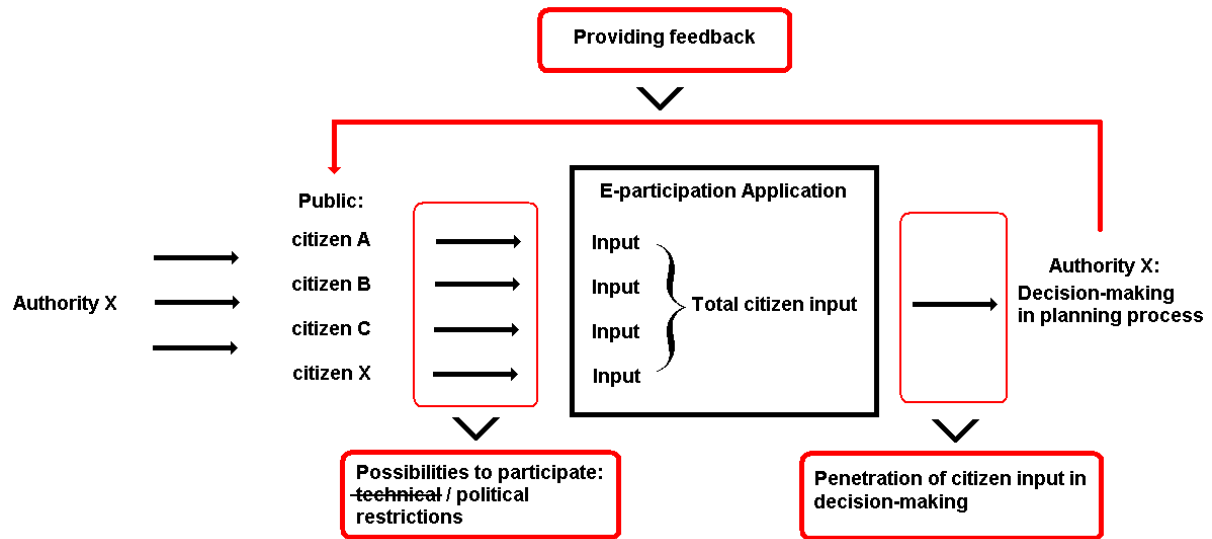 Providing feedback
Authority X
Public:
citizen A
citizen B
citizen C
citizen X
E-participation Application
Input
Input
Input
Input
Total citizen input
Authority X:
Decision-making
in planning process
Possibilities to participate:
technical / political
restrictions
Penetration of citizen input in
decision-making